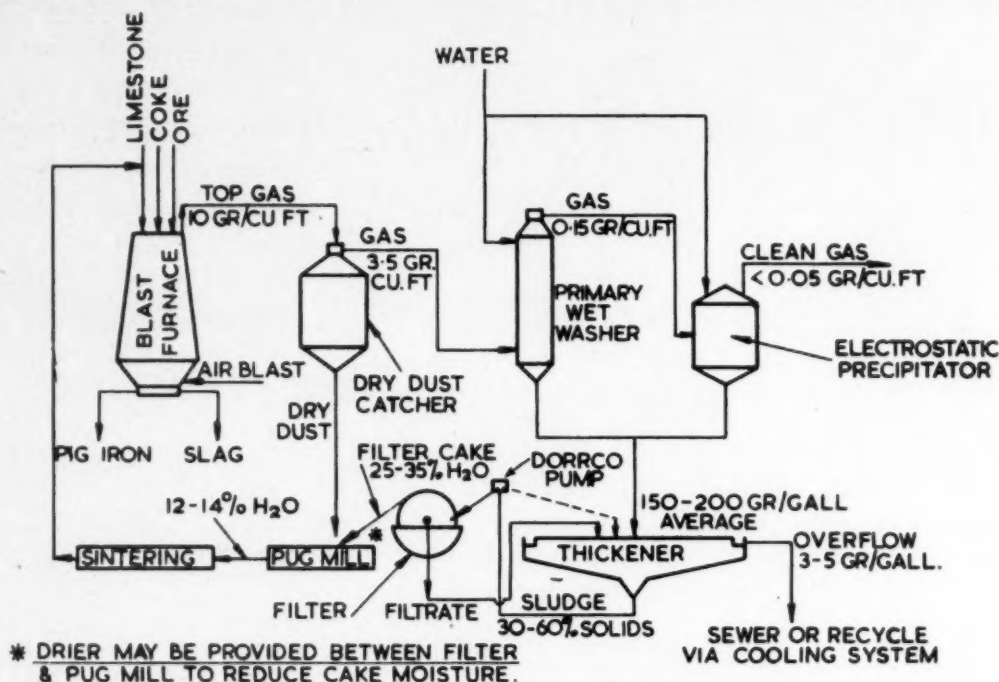 LIMESTONE
COKE
ORE
WATER
TOP GAS
10 GR/CU FT
GAS
3·5 GR.
CU.FT
GAS
0·15 GR/CU.FT
CLEAN GAS
<0·05 GR/CU.FT
BLAST
FURNACE
AIR BLAST
PIG IRON
SLAG
DRY DUST
CATCHER
DRY
DUST
PRIMARY
WET
WASHER
ELECTROSTATIC
PRECIPITATOR
FILTER CAKE
25-35% H₂O
DORRCO
PUMP
150-200 GR/GALL
AVERAGE
12-14% H₂O
*
OVERFLOW
3-5 GR/GALL.
SINTERING
PUG MILL
THICKENER
FILTER
FILTRATE
SLUDGE
30-60% SOLIDS
SEWER OR RECYCLE
VIA COOLING SYSTEM
* DRIER MAY BE PROVIDED BETWEEN FILTER
& PUG MILL TO REDUCE CAKE MOISTURE.